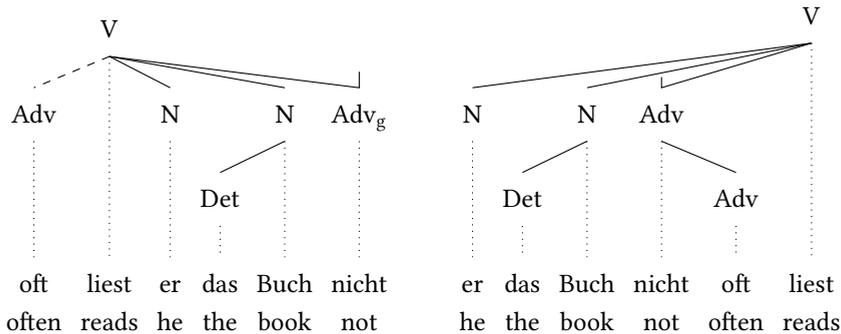 V V
Adv N N Advg N N Adv
Det Det Adv
oft liest er das Buch nicht er das Buch nicht oft liest
often reads he the book not he the book not often reads